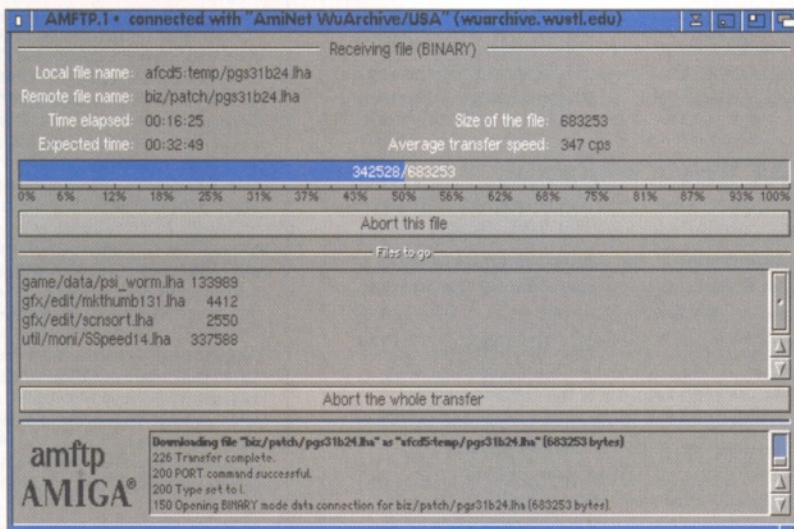 AMFTP.1 • connected with "AmiNet WuArchive/USA" (wuarchive.wustl.edu)
Receiving file (BINARY)
Local file name: afcd5:temp/pgs31b24.lha
Remote file name: biz/patch/pgs31b24.lha
Time elapsed: 00:16:25 Size of the file: 683253
Expected time: 00:32:49 Average transfer speed: 347 cps
342528/683253
0% 6% 12% 18% 25% 31% 37% 43% 50% 56% 62% 68% 75% 81% 87% 93% 100%
Abort this file
Files to go
game/data/psi_worm.lha 133989
gfx/edit/mkthumb131.lha 4412
gfx/edit/scnsort.lha 2550
util/moni/SSpeed14.lha 337588
Abort the whole transfer
amftp
AMIGA®
Downloading file "biz/patch/pgs31b24.lha" as "afcd5:temp/pgs31b24.lha" (683253 bytes)
226 Transfer complete.
200 PORT command successful.
200 Type set to I.
150 Opening BINARY mode data connection for biz/patch/pgs31b24.lha (683253 bytes).